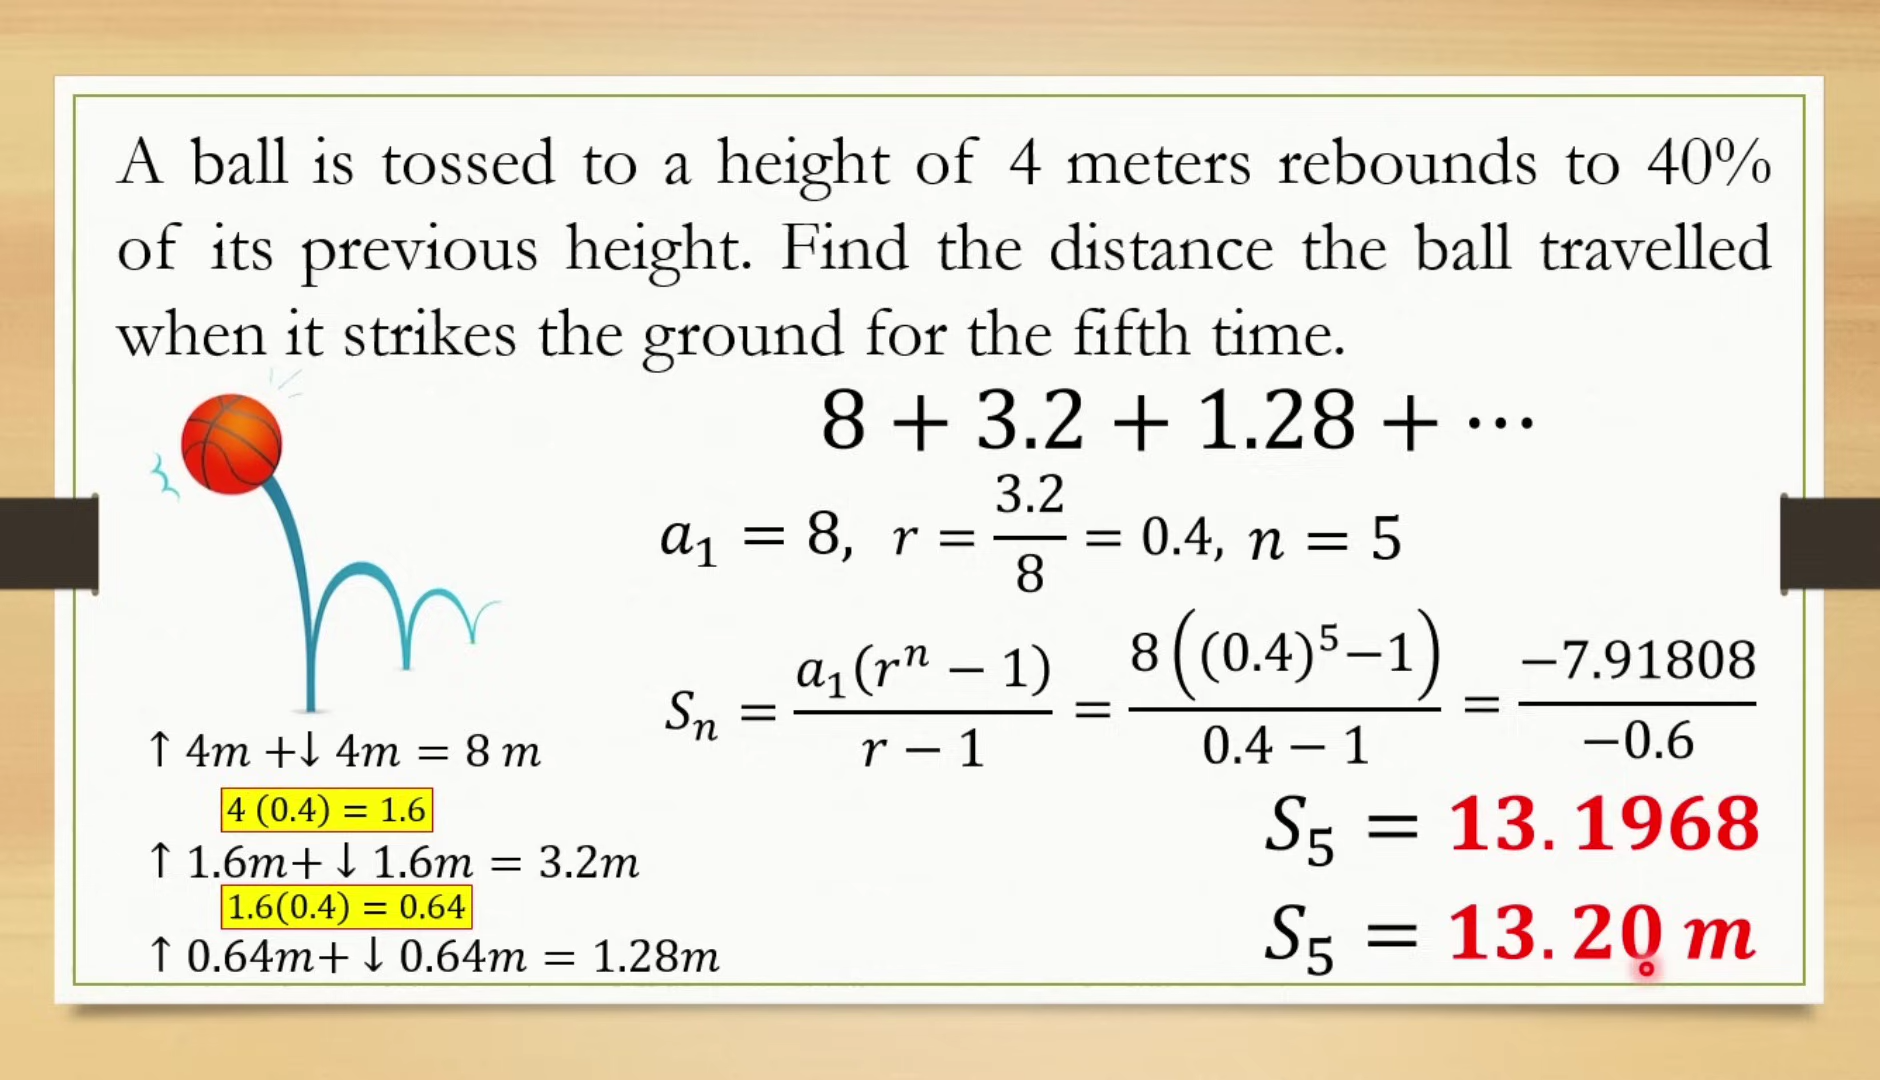 A ball is tossed to a height of 4 meters rebounds to 40%
of its previous height. Find the distance the ball travelled
when it strikes the ground for the fifth time.
8 + 3.2 + 1.28 + ⋯
a₁ = 8, r = 3.2/8 = 0.4, n = 5
Sₙ = a₁(rⁿ − 1)/(r − 1) = 8((0.4)⁵−1)/(0.4 − 1) = −7.91808/−0.6
↑ 4m +↓ 4m = 8 m
4 (0.4) = 1.6
↑ 1.6m+ ↓ 1.6m = 3.2m
1.6(0.4) = 0.64
↑ 0.64m+ ↓ 0.64m = 1.28m
S₅ = 13.1968
S₅ = 13.20 m